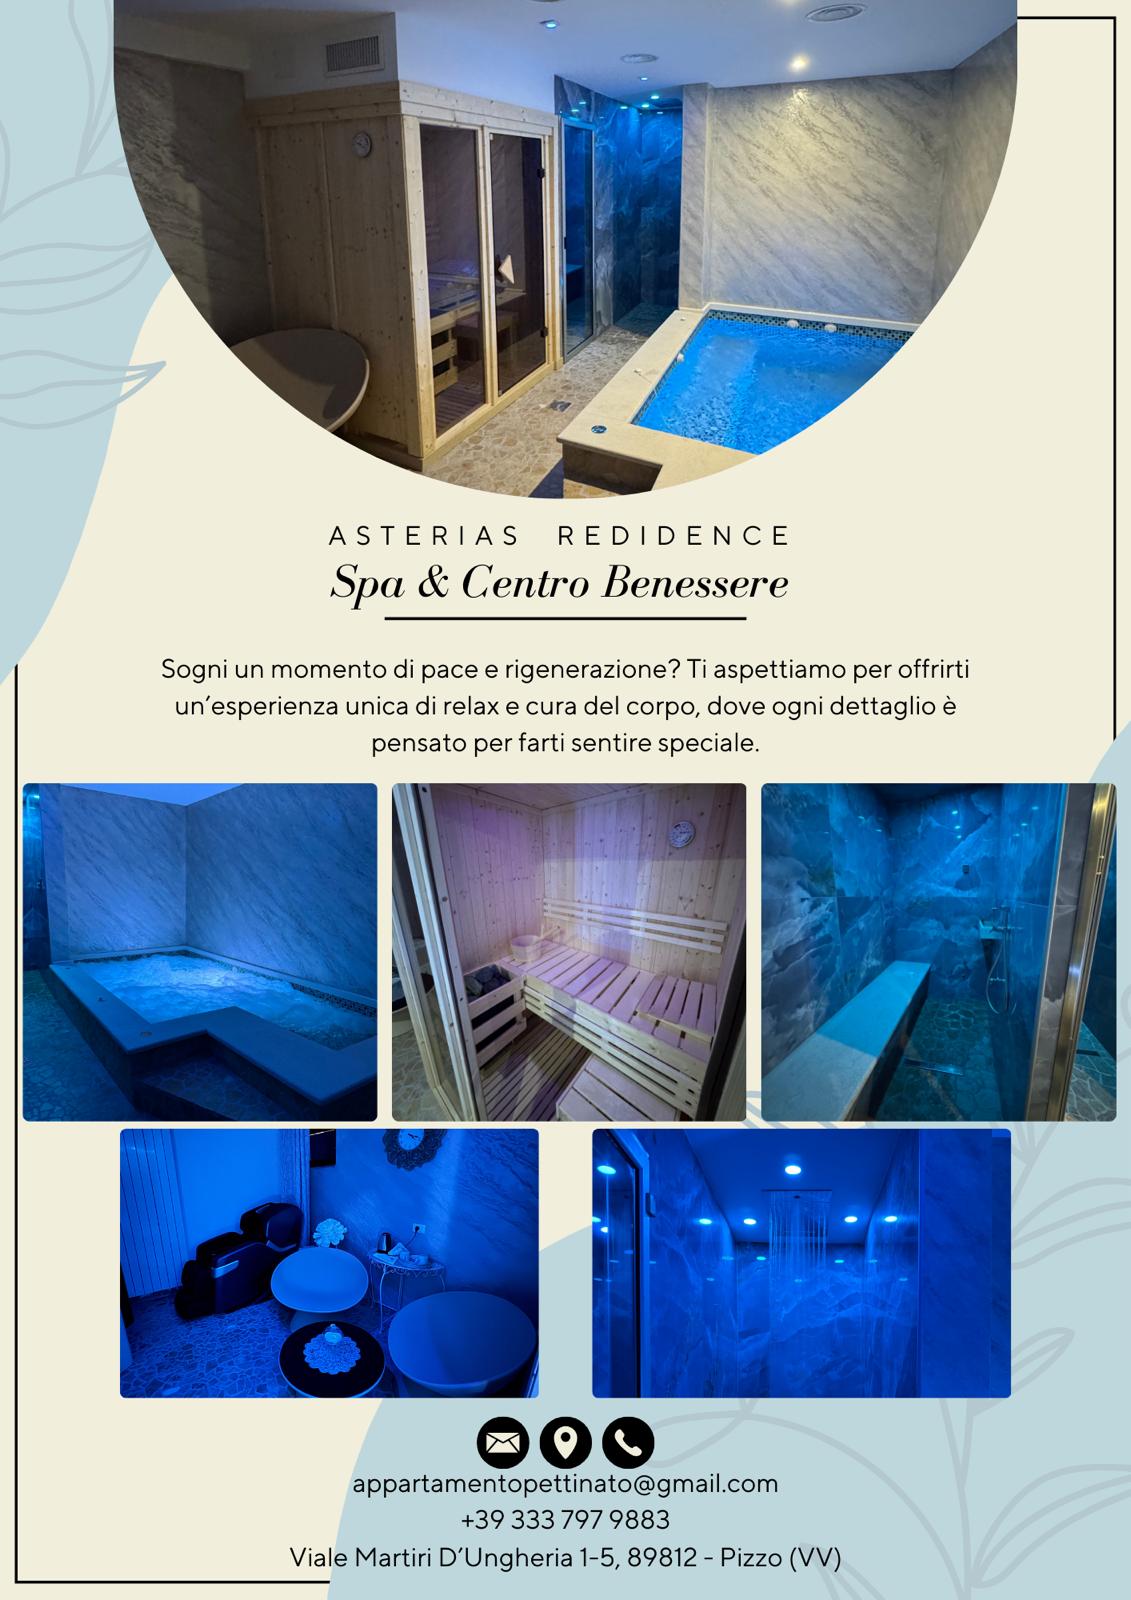 ASTERIAS REDIDENCE
Spa & Centro Benessere
Sogni un momento di pace e rigenerazione? Ti aspettiamo per offrirti
un’esperienza unica di relax e cura del corpo, dove ogni dettaglio è
pensato per farti sentire speciale.
appartamentopettinato@gmail.com
+39 333 797 9883
Viale Martiri D’Ungheria 1-5, 89812 - Pizzo (VV)